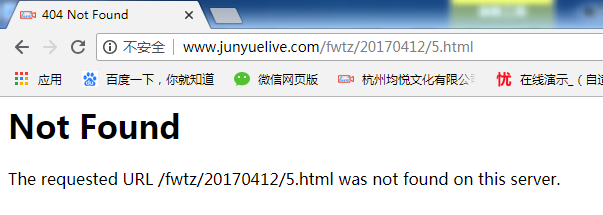 404 Not Found
不安全 www.junyuelive.com/fwtz/20170412/5.html
应用 百度一下，你就知道 微信网页版 杭州均悦文化有限公 优 在线演示_（自适
Not Found
The requested URL /fwtz/20170412/5.html was not found on this server.